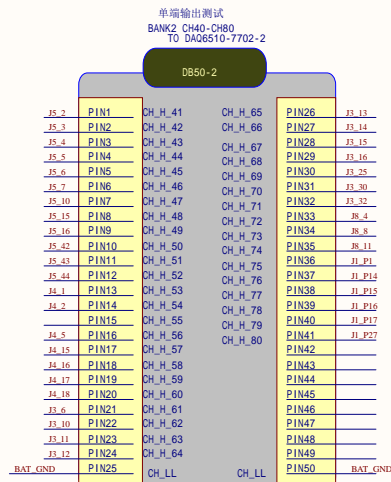 单端输出测试
BANK2 CH40-CH80
TO DAQ6510-7702-2
DB50-2
J5_2 PIN1 CH_H_41 CH_H_65 PIN26 J3_13
J5_3 PIN2 CH_H_42 CH_H_66 PIN27 J3_14
J5_4 PIN3 CH_H_43 CH_H_67 PIN28 J3_15
J5_5 PIN4 CH_H_44 CH_H_68 PIN29 J3_16
J5_6 PIN5 CH_H_45 CH_H_69 PIN30 J3_25
J5_7 PIN6 CH_H_46 CH_H_70 PIN31 J3_30
J5_10 PIN7 CH_H_47 CH_H_71 PIN32 J3_32
J5_15 PIN8 CH_H_48 CH_H_72 PIN33 J8_4
J5_16 PIN9 CH_H_49 CH_H_73 PIN34 J8_8
J5_42 PIN10 CH_H_50 CH_H_74 PIN35 J8_11
J5_43 PIN11 CH_H_51 CH_H_75 PIN36 J1_P1
J5_44 PIN12 CH_H_52 CH_H_76 PIN37 J1_P14
J4_1 PIN13 CH_H_53 CH_H_77 PIN38 J1_P15
J4_2 PIN14 CH_H_54 CH_H_78 PIN39 J1_P16
PIN15 CH_H_55 CH_H_79 PIN40 J1_P17
J4_5 PIN16 CH_H_56 CH_H_80 PIN41 J1_P27
J4_15 PIN17 CH_H_57 PIN42
J4_16 PIN18 CH_H_58 PIN43
J4_17 PIN19 CH_H_59 PIN44
J4_18 PIN20 CH_H_60 PIN45
J3_6 PIN21 CH_H_61 PIN46
J3_10 PIN22 CH_H_62 PIN47
J3_11 PIN23 CH_H_63 PIN48
J3_12 PIN24 CH_H_64 PIN49
BAT_GND PIN25 CH_LL CH_LL PIN50 BAT_GND